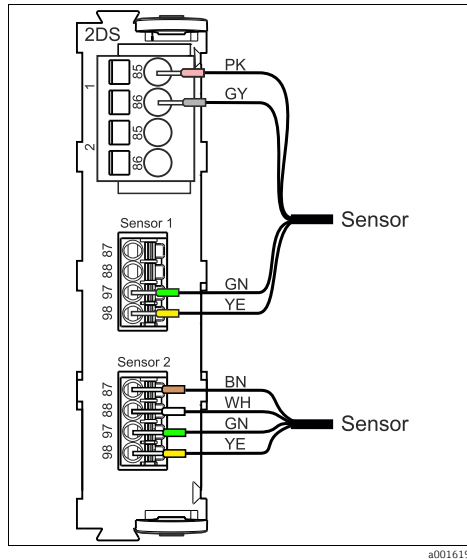 2DS
1
85
PK
86
GY
2
85
86
Sensor
Sensor 1
87
88
97
GN
98
YE
Sensor 2
87
BN
88
WH
97
GN
Sensor
98
YE
a001619